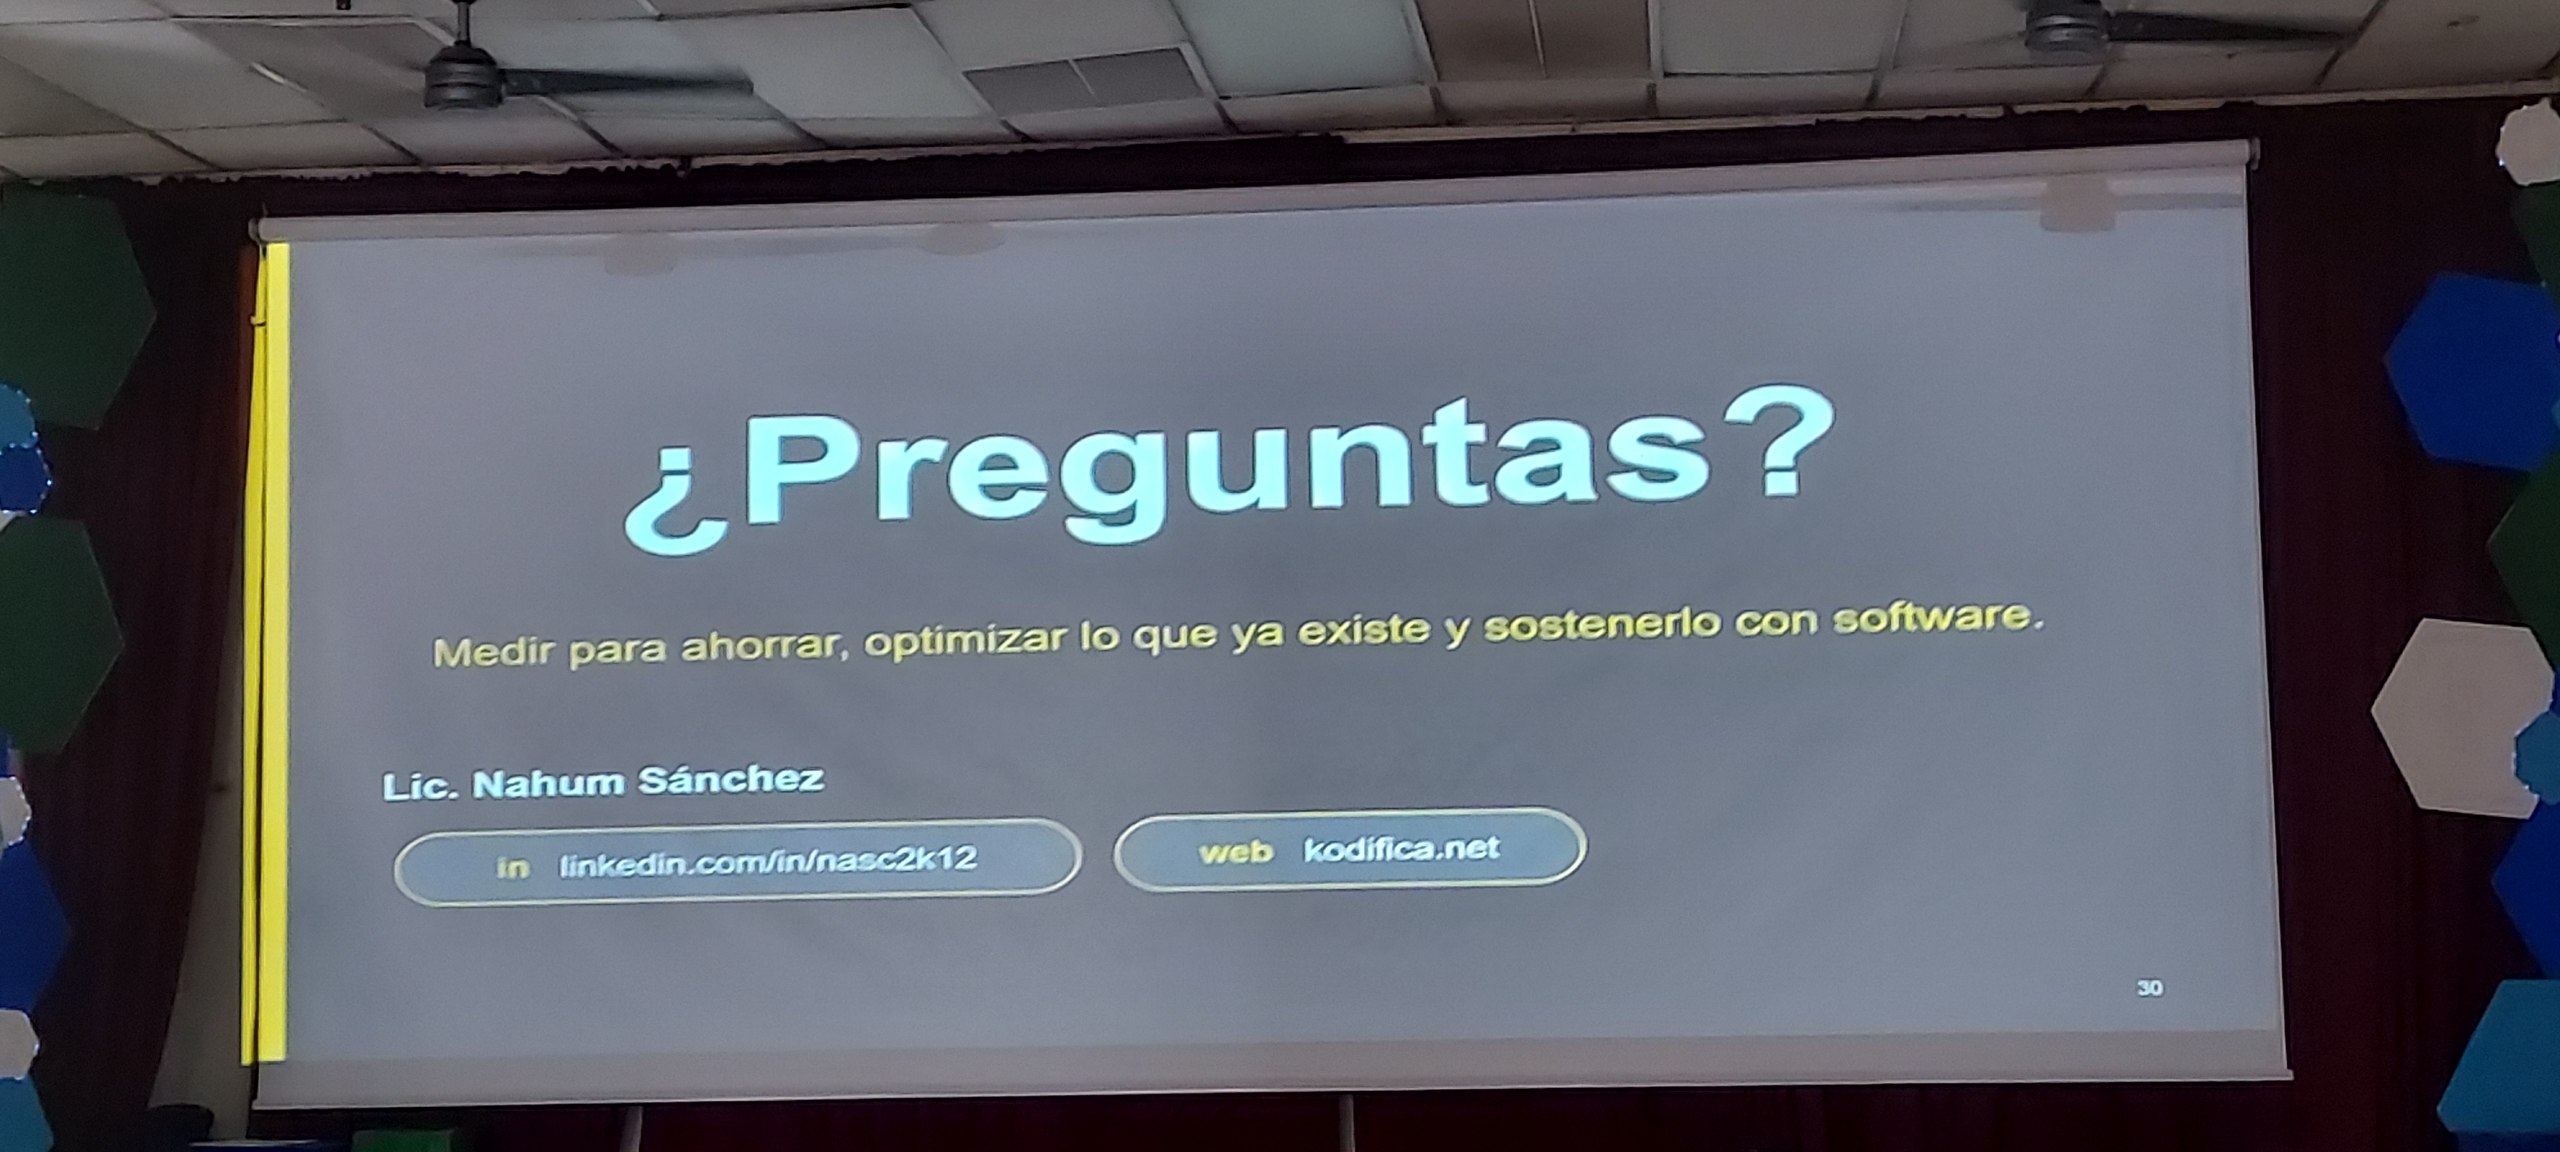 ¿Preguntas?
Medir para ahorrar, optimizar lo que ya existe y sostenerlo con software.
Lic. Nahum Sánchez
in linkedin.com/in/nasc2k12
web kodifica.net
30